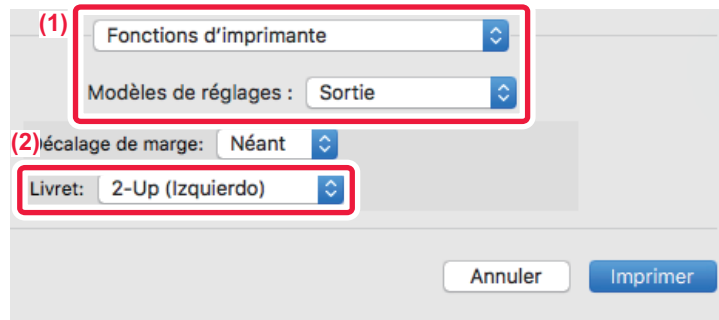 (1) Fonctions d'imprimante
Modèles de réglages : Sortie
(2) écalage de marge: Néant
Livret: 2-Up (Izquierdo)
Annuler Imprimer